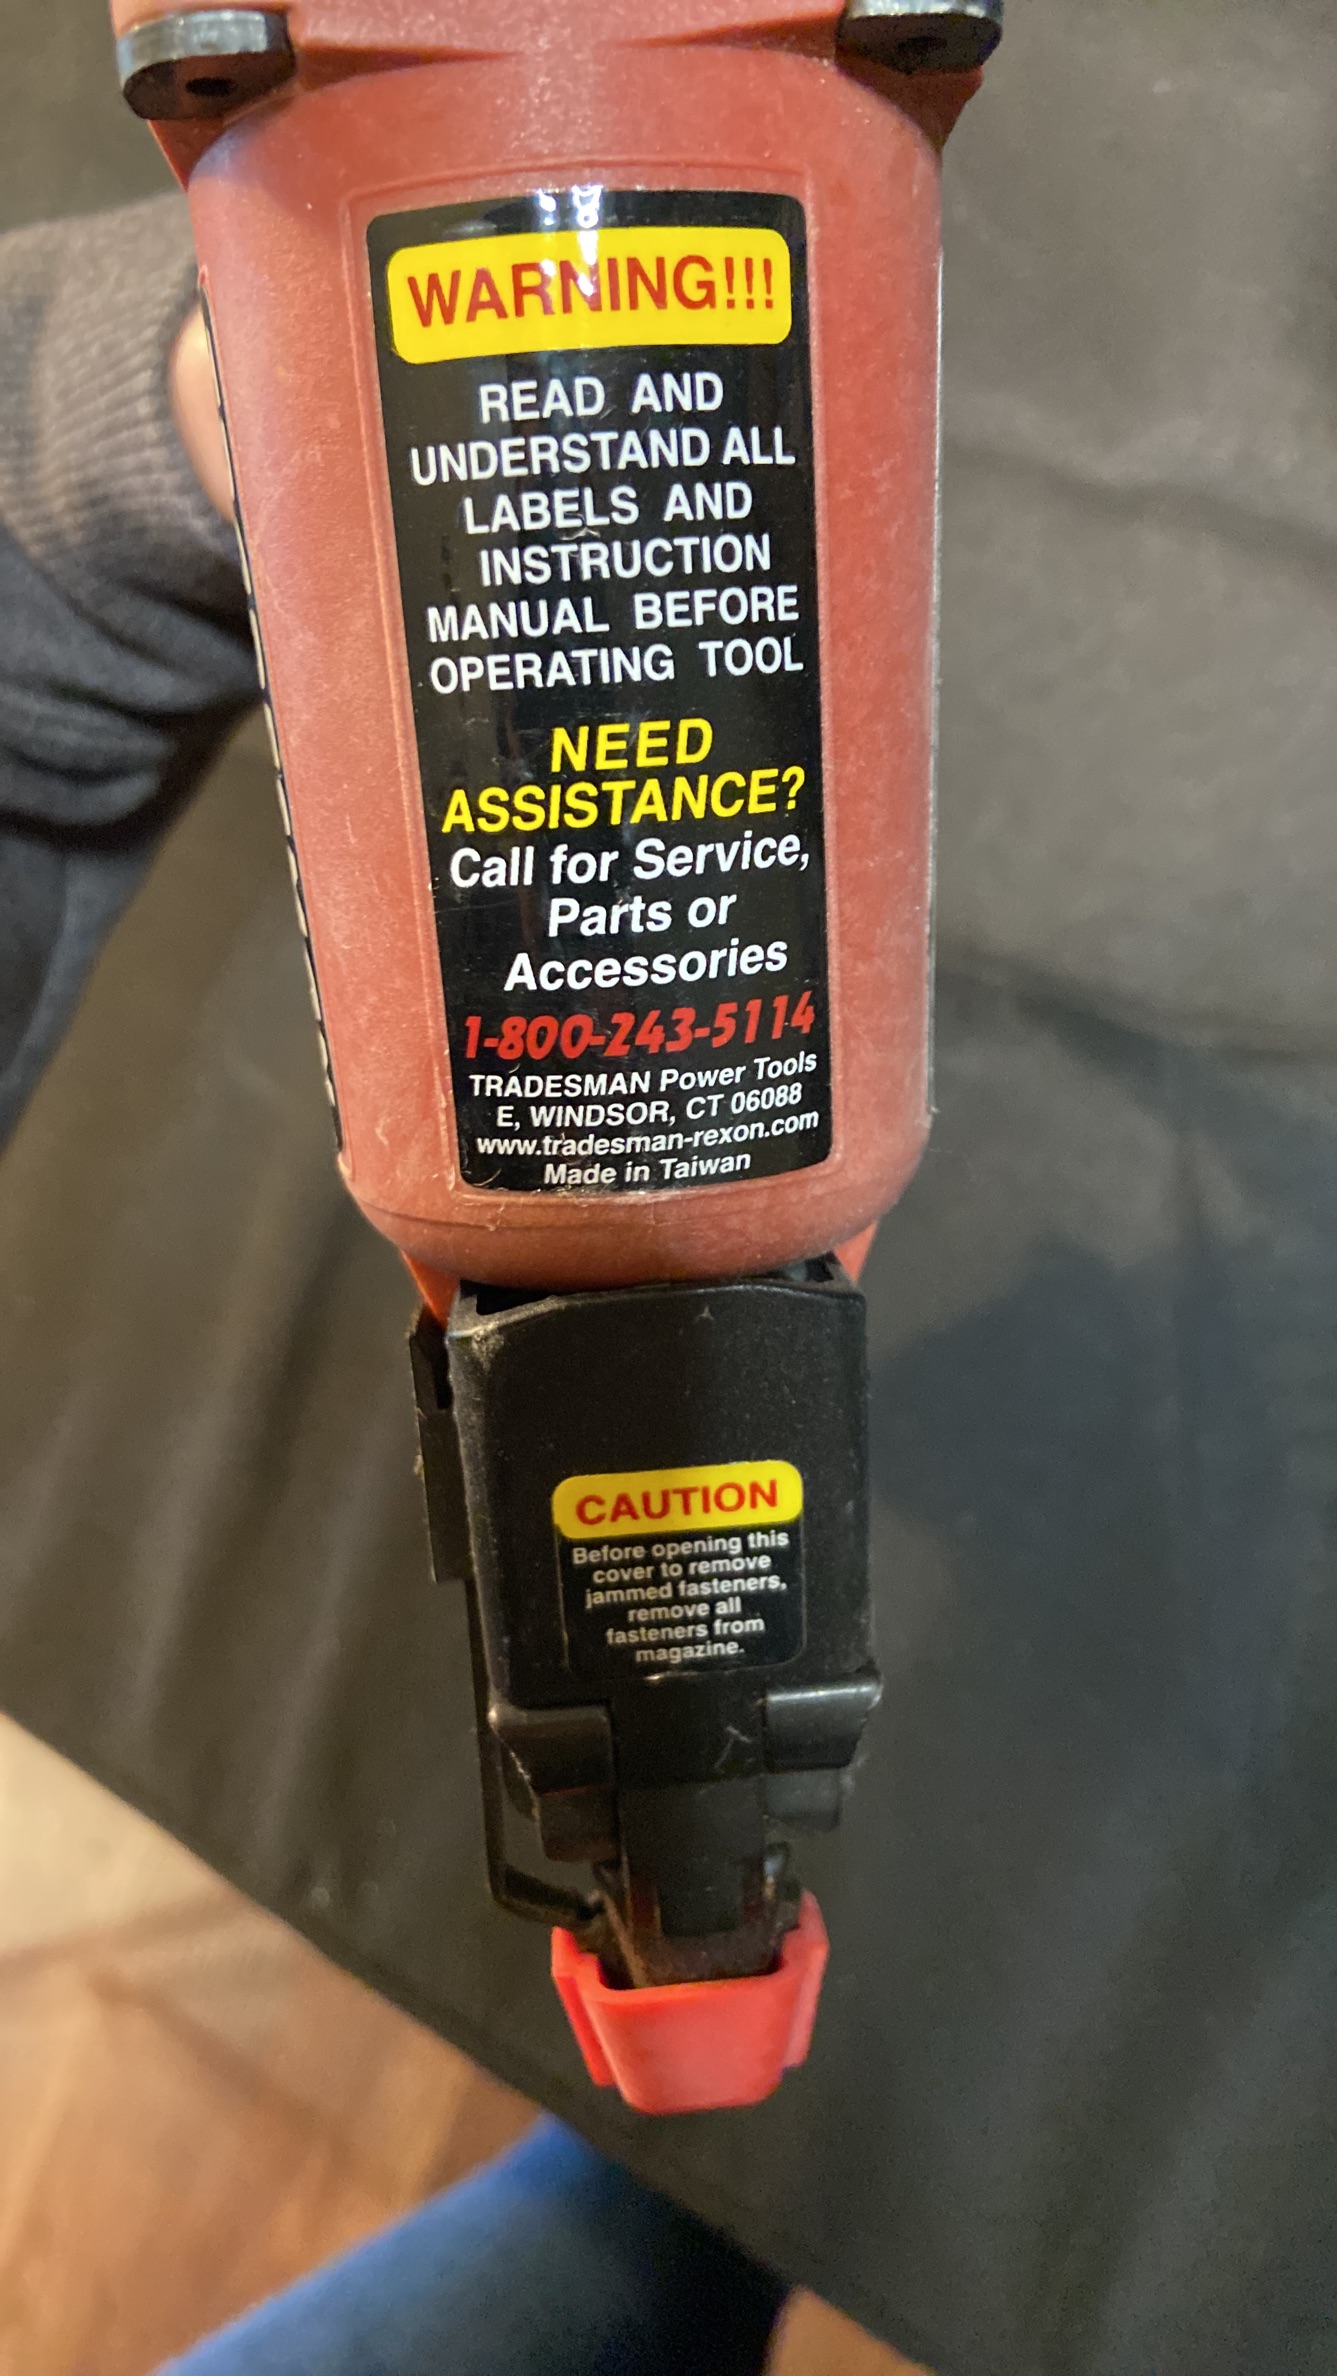 WARNING!!!
READ AND
UNDERSTAND ALL
LABELS AND
INSTRUCTION
MANUAL BEFORE
OPERATING TOOL
NEED
ASSISTANCE?
Call for Service,
Parts or
Accessories
1-800-243-5114
TRADESMAN Power Tools
E, WINDSOR, CT 06088
www.tradesman-rexon.com
Made in Taiwan
CAUTION
Before opening this
cover to remove
jammed fasteners,
remove all
fasteners from
magazine.